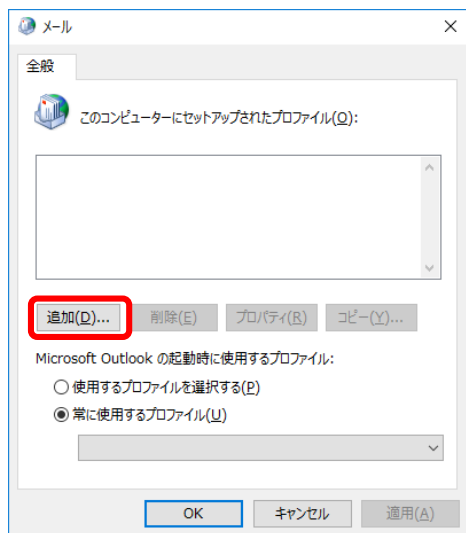 メール
全般
このコンピューターにセットアップされたプロファイル(O):
追加(D)... 削除(E) プロパティ(R) コピー(Y)...
Microsoft Outlook の起動時に使用するプロファイル:
使用するプロファイルを選択する(P)
常に使用するプロファイル(U)
OK キャンセル 適用(A)